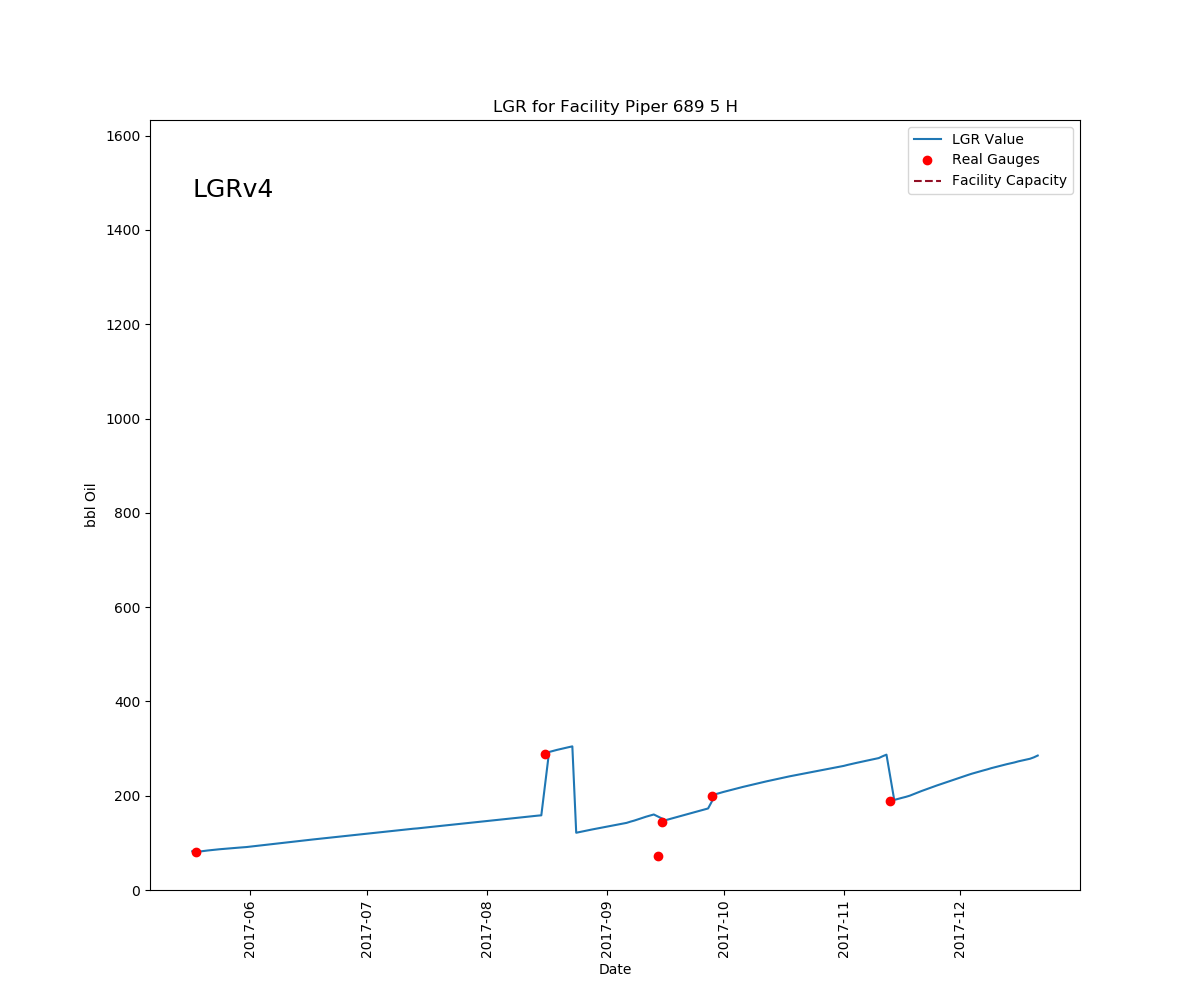 LGR for Facility Piper 689 5 H
1600
1400
1200
1000
800
600
400
200
0
bbl Oil
LGRv4
LGR Value
Real Gauges
Facility Capacity
2017-06
2017-07
2017-08
2017-09
2017-10
2017-11
2017-12
Date